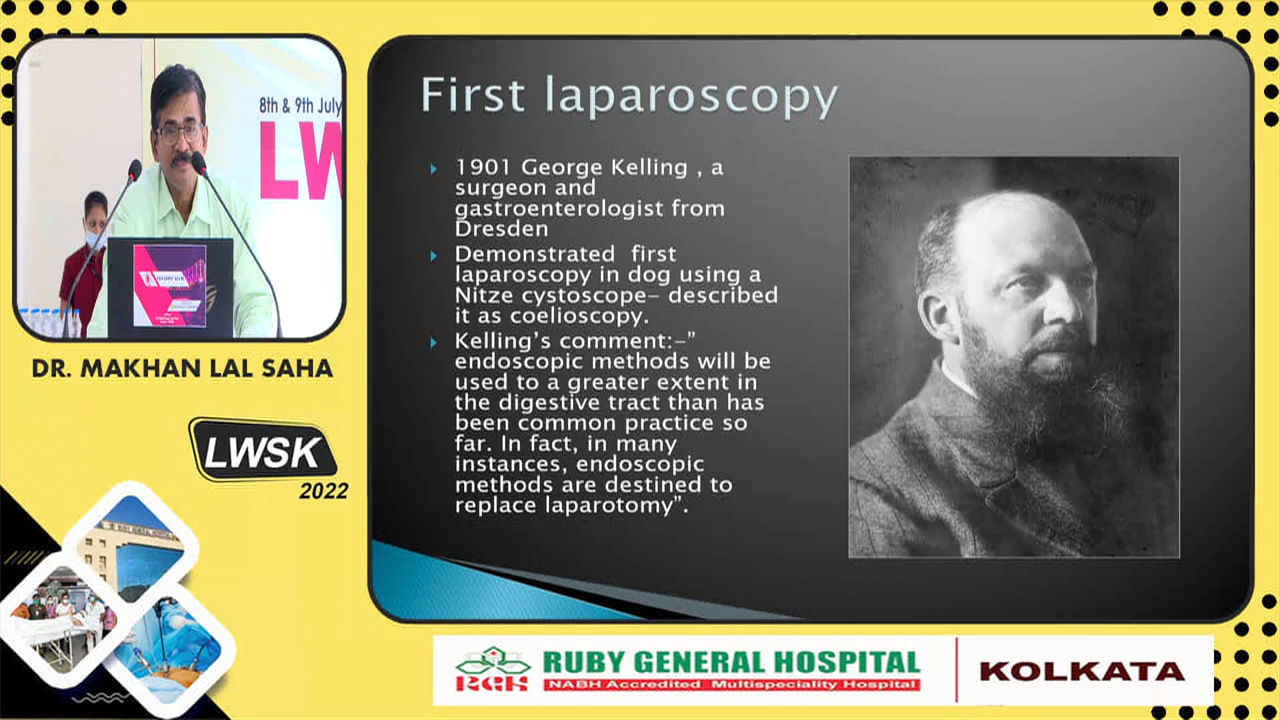 8th & 9th July
LW
DR. MAKHAN LAL SAHA
LWSK
2022
First laparoscopy
1901 George Kelling , a
surgeon and
gastroenterologist from
Dresden
Demonstrated first
laparoscopy in dog using a
Nitze cystoscope- described
it as coelioscopy.
Kelling's comment:-"
endoscopic methods will be
used to a greater extent in
the digestive tract than has
been common practice so
far. In fact, in many
instances, endoscopic
methods are destined to
replace laparotomy".
RGH
RUBY GENERAL HOSPITAL
NABH Accredited Multispeciality Hospital
KOLKATA